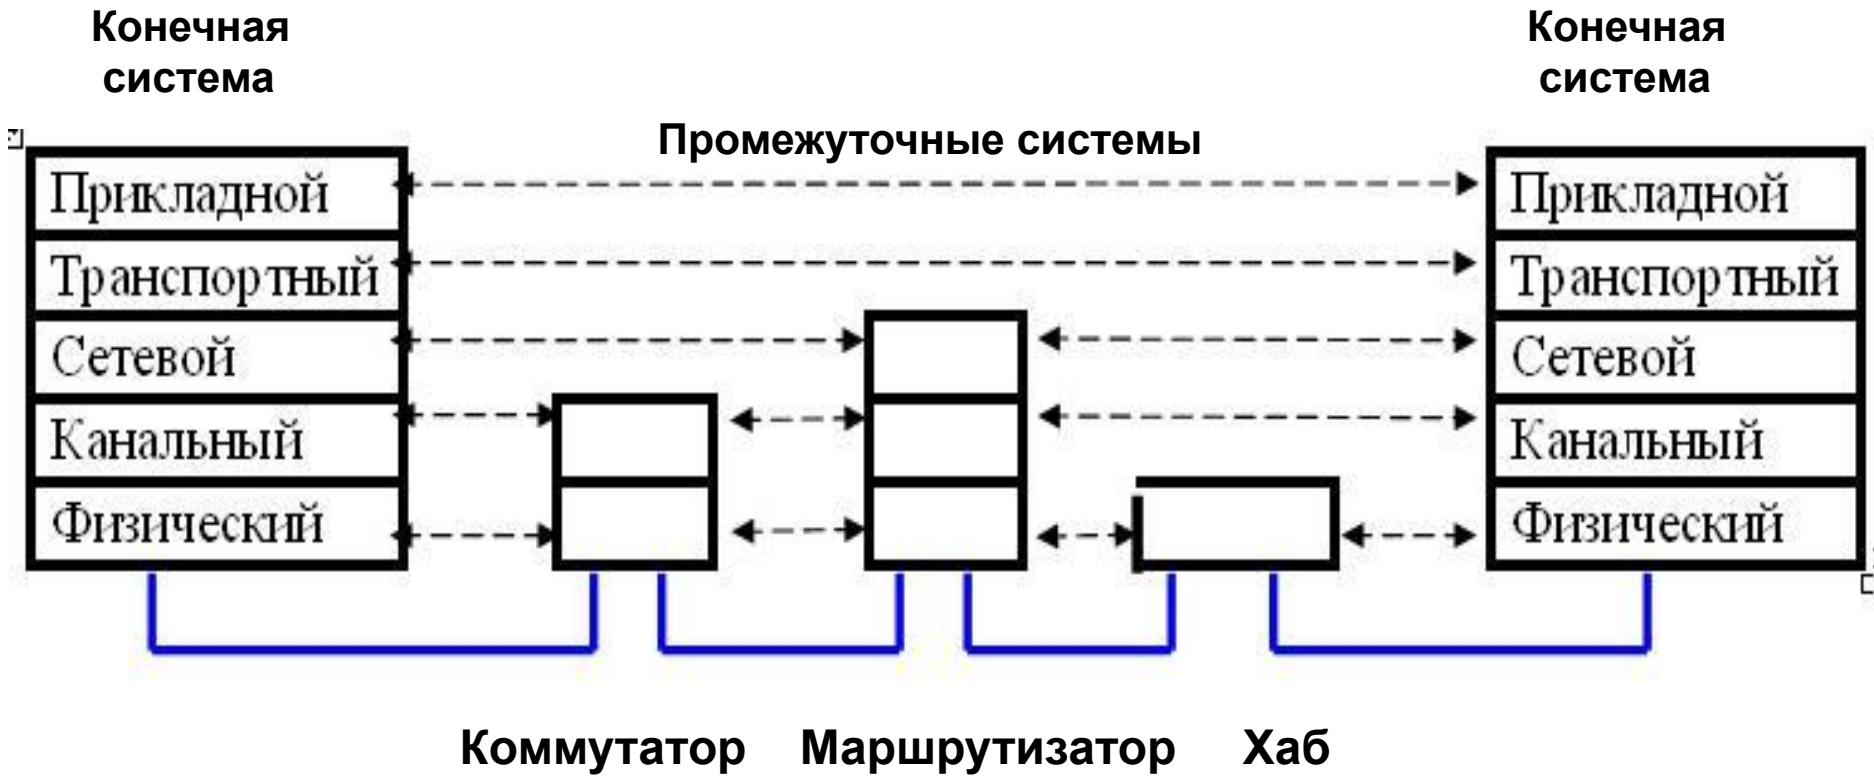 Конечная
система
Конечная
система
Промежуточные системы
Прикладной
Транспортный
Сетевой
Канальный
Физический
Прикладной
Транспортный
Сетевой
Канальный
Физический
Коммутатор Маршрутизатор Хаб